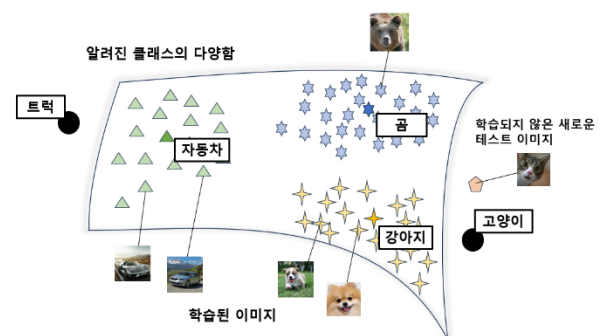 알려진 클래스의 다양함
트럭
자동차
곰
학습되지 않은 새로운
테스트 이미지
고양이
강아지
학습된 이미지